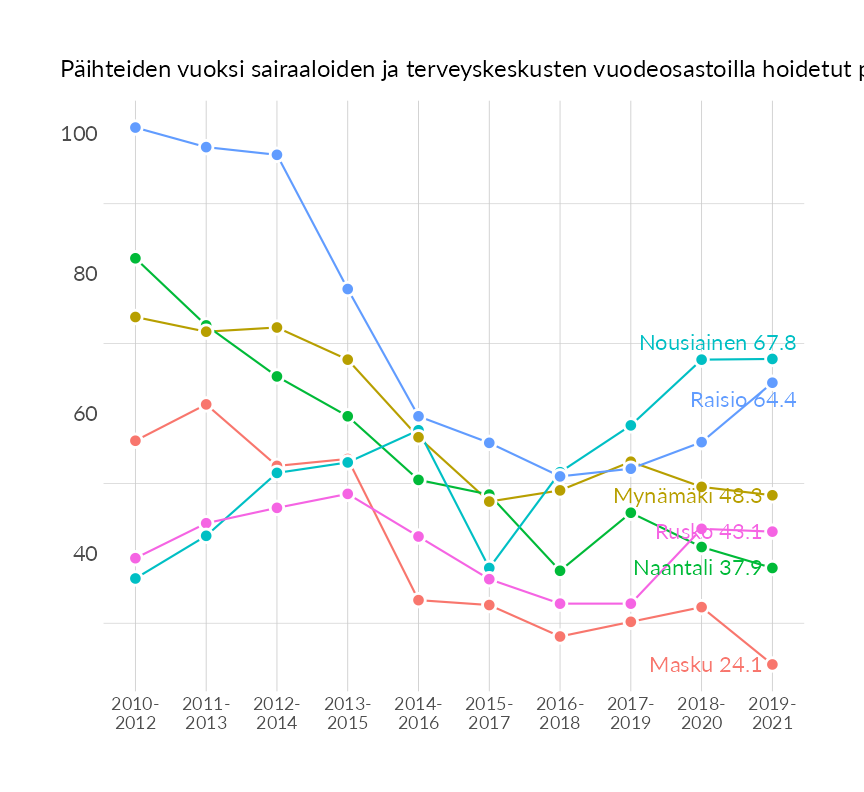 Päihteiden vuoksi sairaaloiden ja terveyskeskusten vuodeosastoilla hoidetut
100
80
60
40
Nousiainen 67.8
Raisio 64.4
Mynämäki 48.3
Rusko 43.1
Naantali 37.9
Masku 24.1
2010-2012 2011-2013 2012-2014 2013-2015 2014-2016 2015-2017 2016-2018 2017-2019 2018-2020 2019-2021